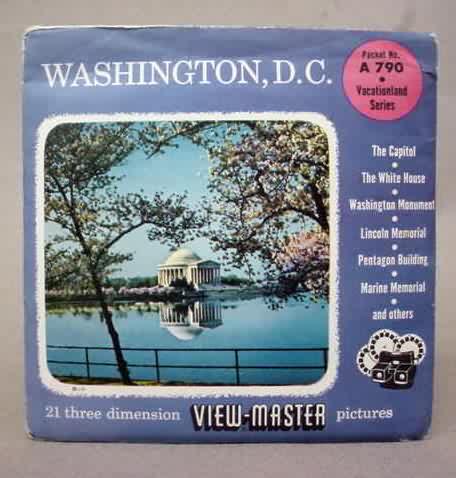 WASHINGTON, D.C.
Packet No.
A 790
•
Vacationland
Series
The Capitol
•
The White House
•
Washington Monument
•
Lincoln Memorial
•
Pentagon Building
•
Marine Memorial
•
and others
21 three dimension VIEW-MASTER pictures